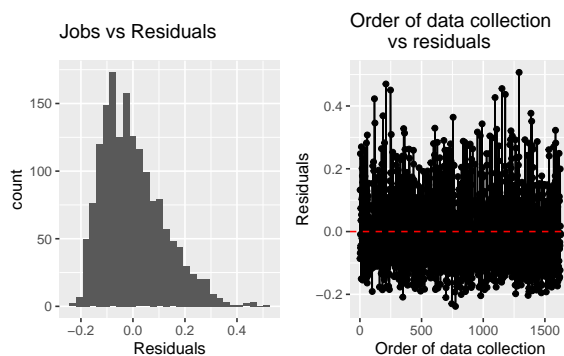 Jobs vs Residuals
150
100
50
0
count
−0.2
0.0
0.2
0.4
Residuals
Order of data collection
vs residuals
0.4
0.2
0.0
−0.2
Residuals
0
500
1000
1500
Order of data collection